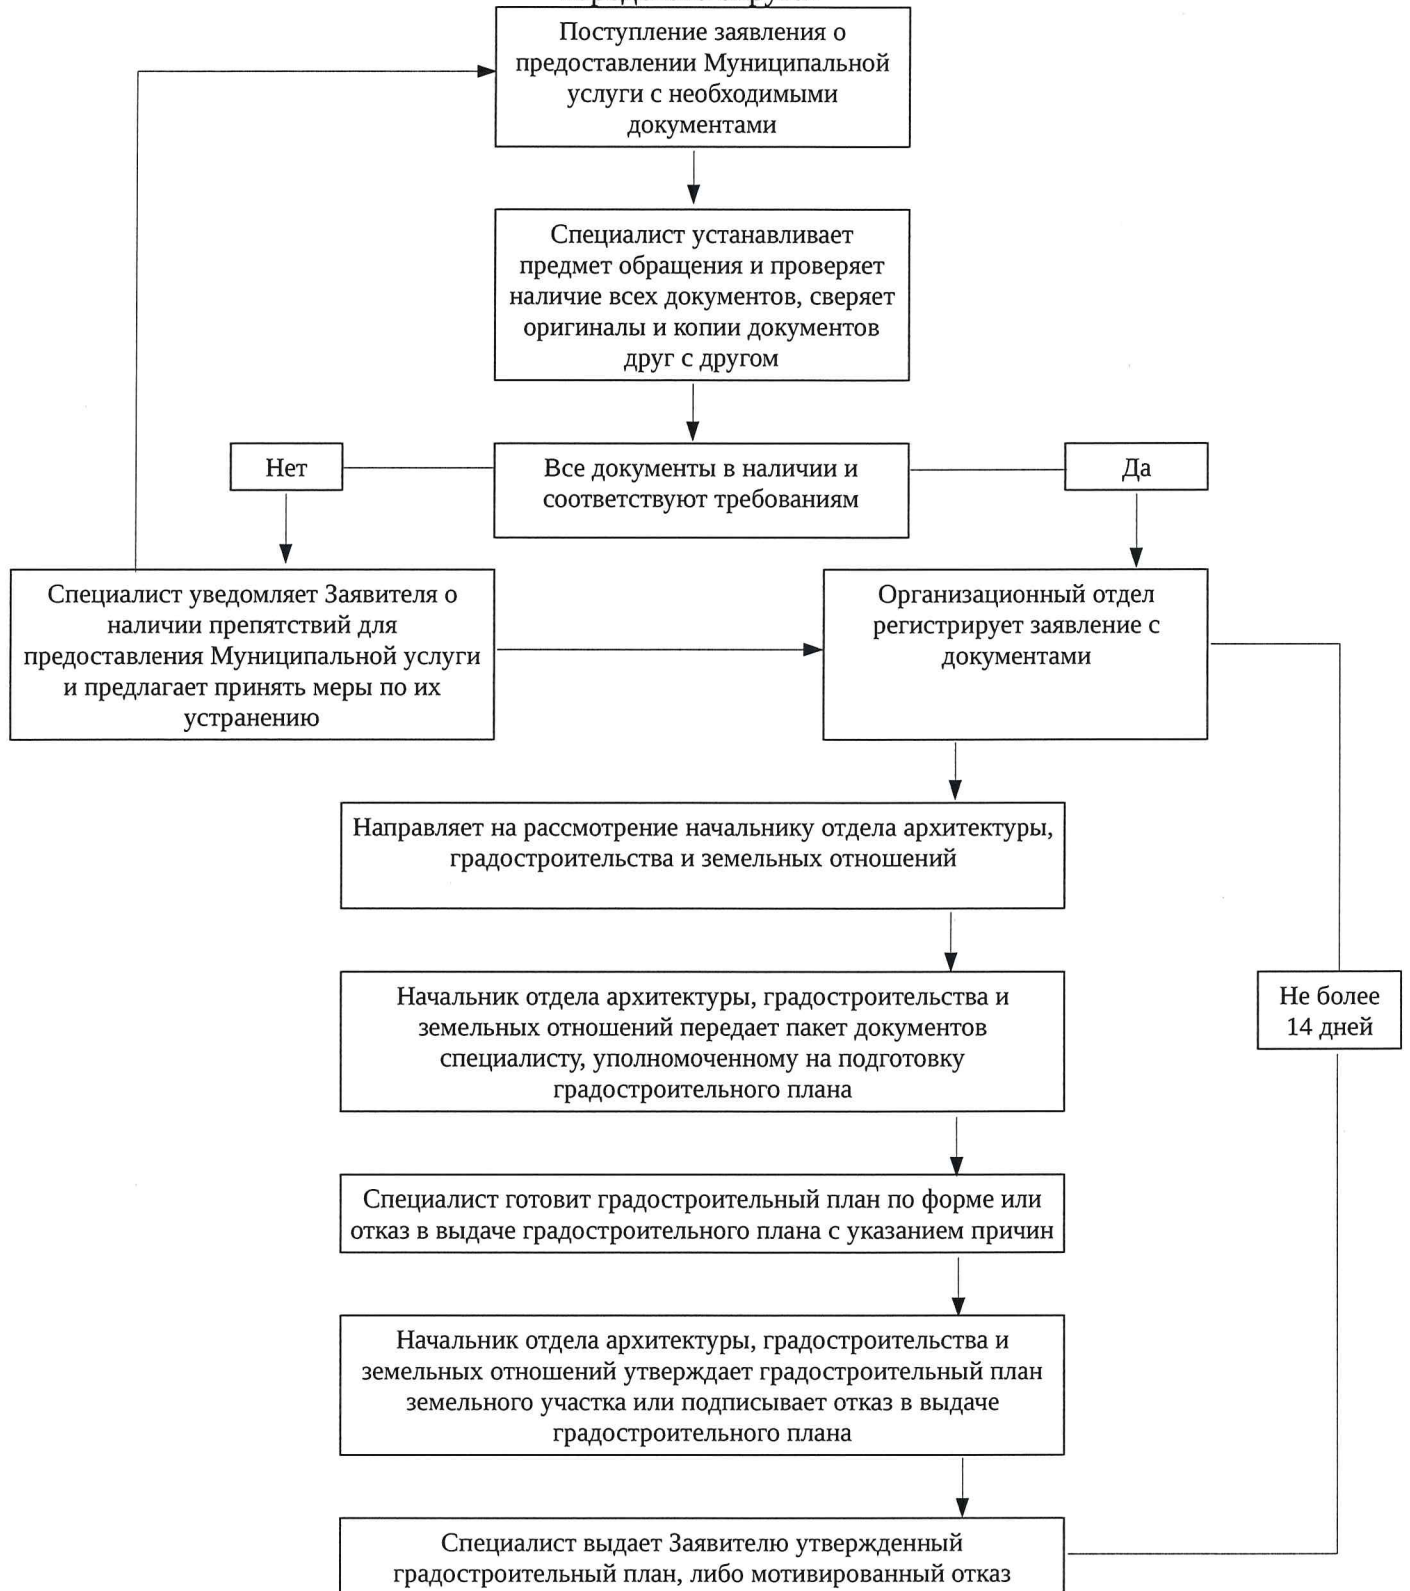 Поступление заявления о
предоставлении Муниципальной
услуги с необходимыми
документами
Специалист устанавливает
предмет обращения и проверяет
наличие всех документов, сверяет
оригиналы и копии документов
друг с другом
Нет
Все документы в наличии и
соответствуют требованиям
Да
Специалист уведомляет Заявителя о
наличии препятствий для
предоставления Муниципальной услуги
и предлагает принять меры по их
устранению
Организационный отдел
регистрирует заявление с
документами
Направляет на рассмотрение начальнику отдела архитектуры,
градостроительства и земельных отношений
Начальник отдела архитектуры, градостроительства и
земельных отношений передает пакет документов
специалисту, уполномоченному на подготовку
градостроительного плана
Не более
14 дней
Специалист готовит градостроительный план по форме или
отказ в выдаче градостроительного плана с указанием причин
Начальник отдела архитектуры, градостроительства и
земельных отношений утверждает градостроительный план
земельного участка или подписывает отказ в выдаче
градостроительного плана
Специалист выдает Заявителю утвержденный
градостроительный план, либо мотивированный отказ